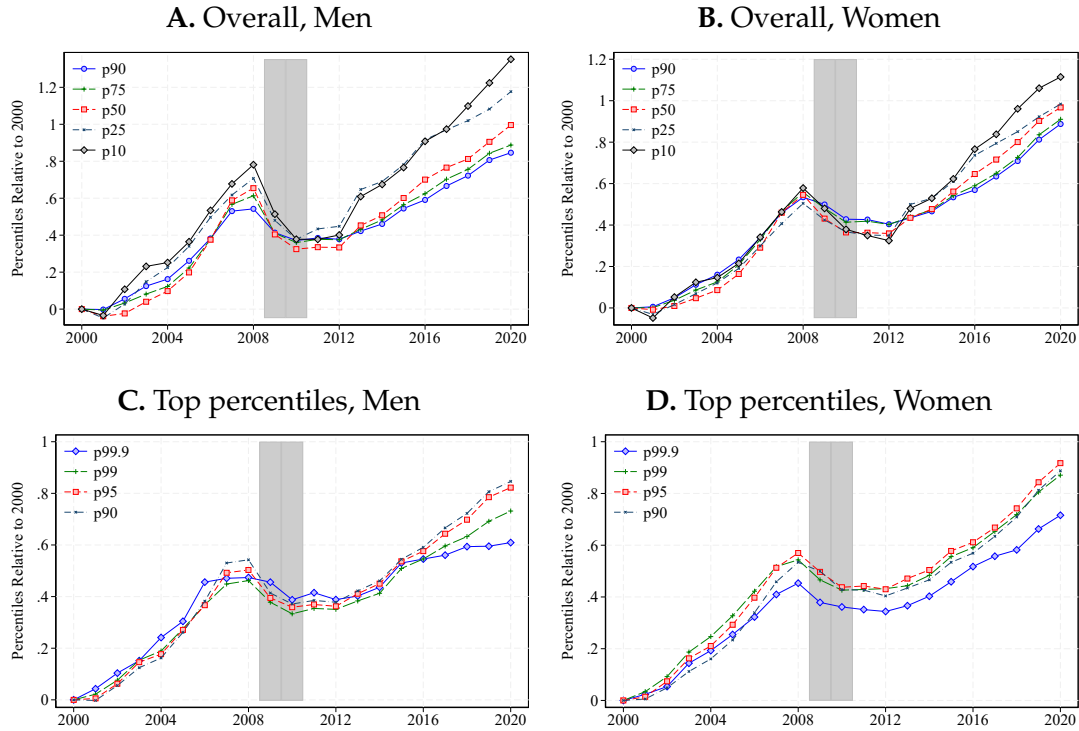 A. Overall, Men
Percentiles Relative to 2000
1.2
1
.8
.6
.4
.2
0
p90
p75
p50
p25
p10
2000 2004 2008 2012 2016 2020
B. Overall, Women
Percentiles Relative to 2000
1.2
1
.8
.6
.4
.2
0
p90
p75
p50
p25
p10
2000 2004 2008 2012 2016 2020
C. Top percentiles, Men
Percentiles Relative to 2000
1
.8
.6
.4
.2
0
p99.9
p99
p95
p90
2000 2004 2008 2012 2016 2020
D. Top percentiles, Women
Percentiles Relative to 2000
1
.8
.6
.4
.2
0
p99.9
p99
p95
p90
2000 2004 2008 2012 2016 2020